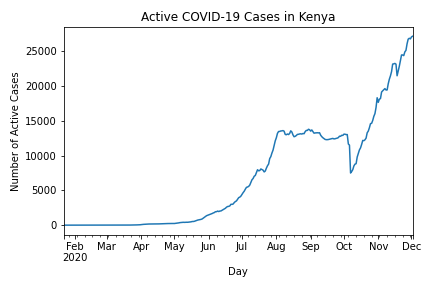 Active COVID-19 Cases in Kenya
Number of Active Cases
25000
20000
15000
10000
5000
0
Feb Mar Apr May Jun Jul Aug Sep Oct Nov Dec
2020
Day